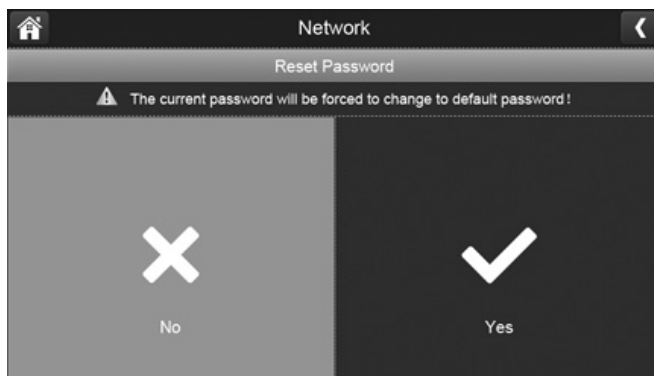 Network
Reset Password
The current password will be forced to change to default password!
No
Yes